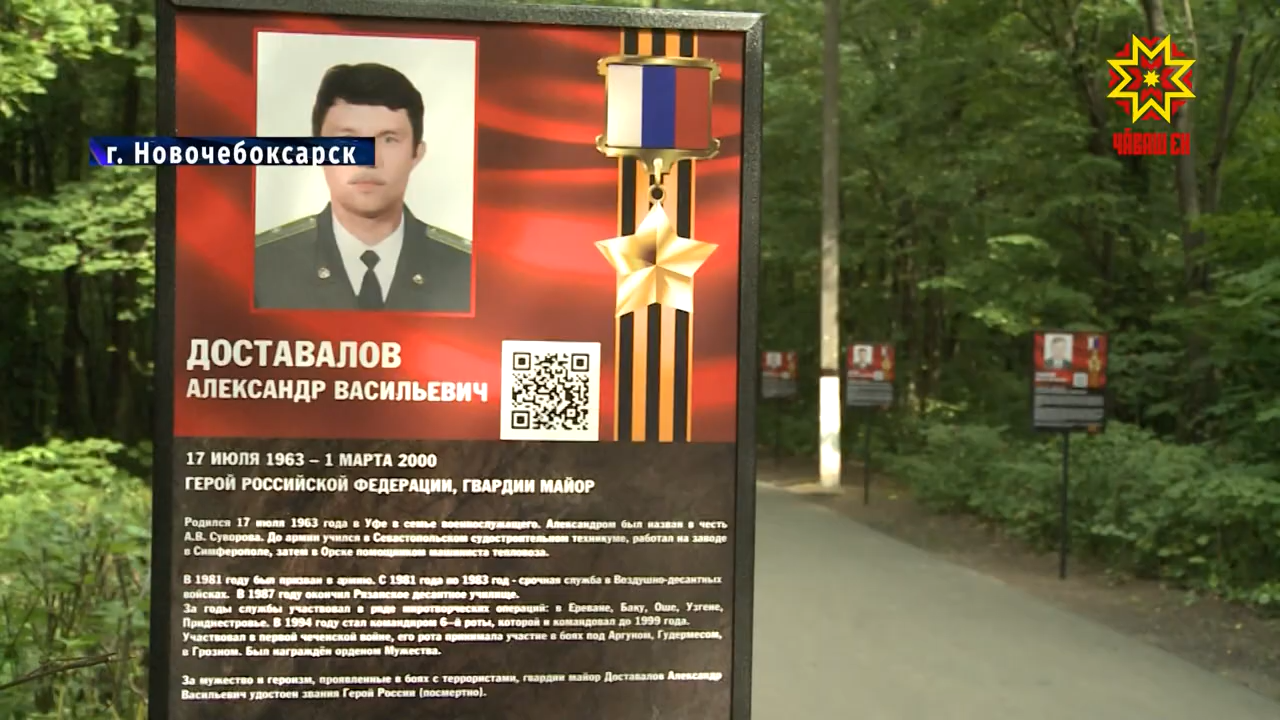 г. Новочебоксарск
ЧӐВАШ ЕН
ДОСТАВАЛОВ
АЛЕКСАНДР ВАСИЛЬЕВИЧ
17 ИЮЛЯ 1963 – 1 МАРТА 2000
ГЕРОЙ РОССИЙСКОЙ ФЕДЕРАЦИИ, ГВАРДИИ МАЙОР
Родился 17 июля 1963 года в Уфе в семье военнослужащего. Александром был назван в честь
А.В. Суворова. До армии учился в Севастопольском судостроительном техникуме, работал на заводе
в Симферополе, затем в Орске помощником машиниста тепловоза.
В 1981 году был призван в армию. С 1981 года по 1983 год - срочная служба в Воздушно-десантных
войсках. В 1987 году окончил Рязанское десантное училище.
За годы службы участвовал в ряде миротворческих операций: в Ереване, Баку, Оше, Узгене,
Приднестровье. В 1994 году стал командиром 6–й роты, которой и командовал до 1999 года.
Участвовал в первой чеченской войне, его рота принимала участие в боях под Аргуном, Гудермесом,
в Грозном. Был награждён орденом Мужества.
За мужество и героизм, проявленные в боях с террористами, гвардии майор Доставалов Александр
Васильевич удостоен звания Герой России (посмертно).